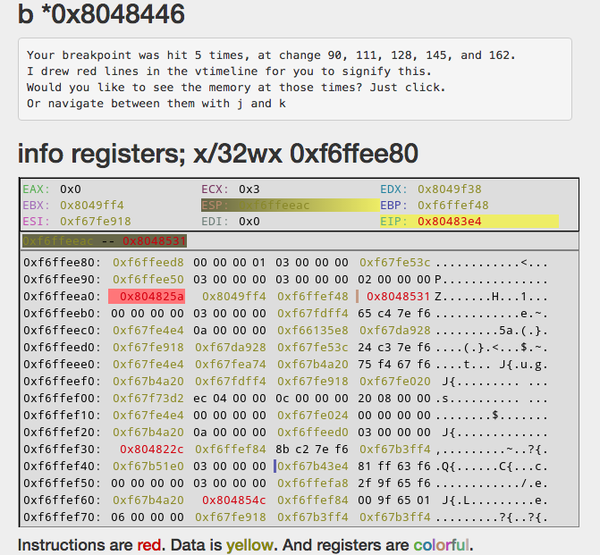 b *0x8048446
Your breakpoint was hit 5 times, at change 90, 111, 128, 145, and 162.
I drew red lines in the vtimeline for you to signify this.
Would you like to see the memory at those times? Just click.
Or navigate between them with j and k
info registers; x/32wx 0xf6ffee80
EAX: 0x0 ECX: 0x3 EDX: 0x8049f38
EBX: 0x8049ff4 ESP: 0xf6ffeeac EBP: 0xf6ffef48
ESI: 0xf67fe918 EDI: 0x0 EIP: 0x80483e4
0xf6ffeeac -- 0x8048531
0xf6ffee80: 0xf6ffeed8 00 00 00 01 03 00 00 00 0xf67fe53c ............<...
0xf6ffee90: 0xf6ffee50 03 00 00 00 03 00 00 00 02 00 00 00 P...............
0xf6ffeea0: 0x804825a 0x8049ff4 0xf6ffef48 0x8048531 Z.......H...1...
0xf6ffeeb0: 00 00 00 00 03 00 00 00 0xf67fdff4 65 c4 7e f6 ............e.~.
0xf6ffeec0: 0xf67fe4e4 0a 00 00 00 0xf66135e8 0xf67da928 ........5a.(.}.
0xf6ffeed0: 0xf67fe918 0xf67da928 0xf67fe53c 24 c3 7e f6 ....(.}.<...$.~.
0xf6ffeee0: 0xf67fe4e4 0xf67fea74 0xf67b4a20 75 f4 67 f6 ....t... J{.u.g.
0xf6ffeef0: 0xf67b4a20 0xf67fdff4 0xf67fe918 0xf67fe020 J{......... ...
0xf6ffef00: 0xf67f73d2 ec 04 00 00 0c 00 00 00 20 08 00 00 .s.......... ...
0xf6ffef10: 0xf67fe4e4 00 00 00 00 0xf67fe024 00 00 00 00 ........$.......
0xf6ffef20: 0xf67b4a20 0a 00 00 00 0xf6ffeed0 03 00 00 00 J{.............
0xf6ffef30: 0x804822c 0xf6ffef84 8b c2 7e f6 0xf67b3ff4 ,.........~..?{.
0xf6ffef40: 0xf67b51e0 03 00 00 00 0xf67b43e4 81 ff 63 f6 .Q{......C{...c.
0xf6ffef50: 00 00 00 00 03 00 00 00 0xf6ffefa8 2f 9f 65 f6 ............/.e.
0xf6ffef60: 0xf67b4a20 0x804854c 0xf6ffef84 00 9f 65 01 J{.L.........e.
0xf6ffef70: 06 00 00 00 0xf67fe918 0xf67b3ff4 0xf67b3ff4 .........?{..?{.
Instructions are red. Data is yellow. And registers are colorful.